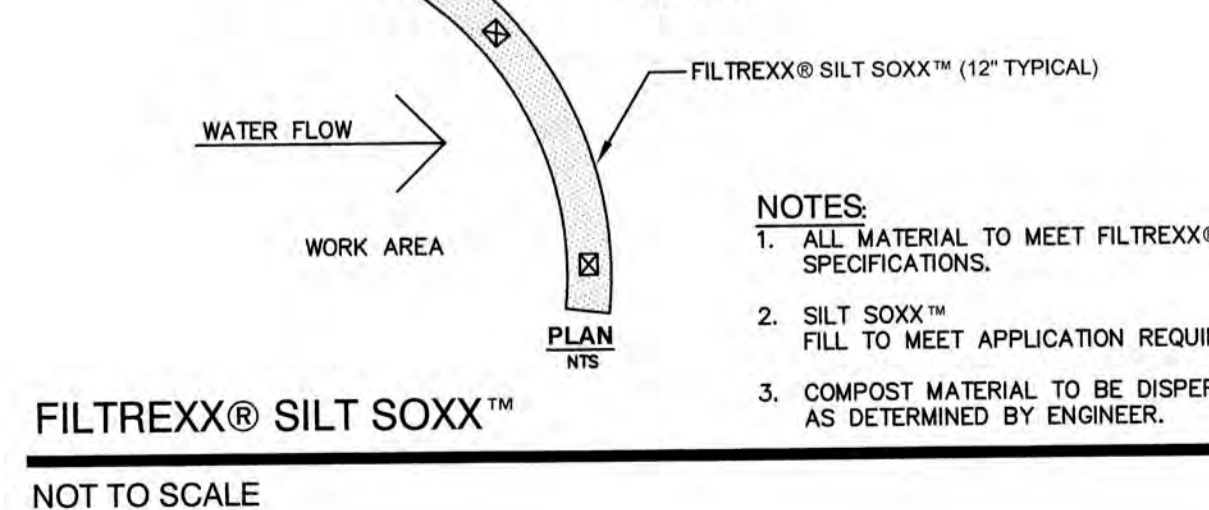 FILTREXX® SILT SOXX™ (12" TYPICAL)
WATER FLOW
WORK AREA
PLAN
NTS
NOTES:
1. ALL MATERIAL TO MEET FILTREXX®
SPECIFICATIONS.
2. SILT SOXX™
FILL TO MEET APPLICATION
3. COMPOST MATERIAL TO BE
AS DETERMINED BY ENGINEER.
FILTREXX® SILT SOXX™
NOT TO SCALE